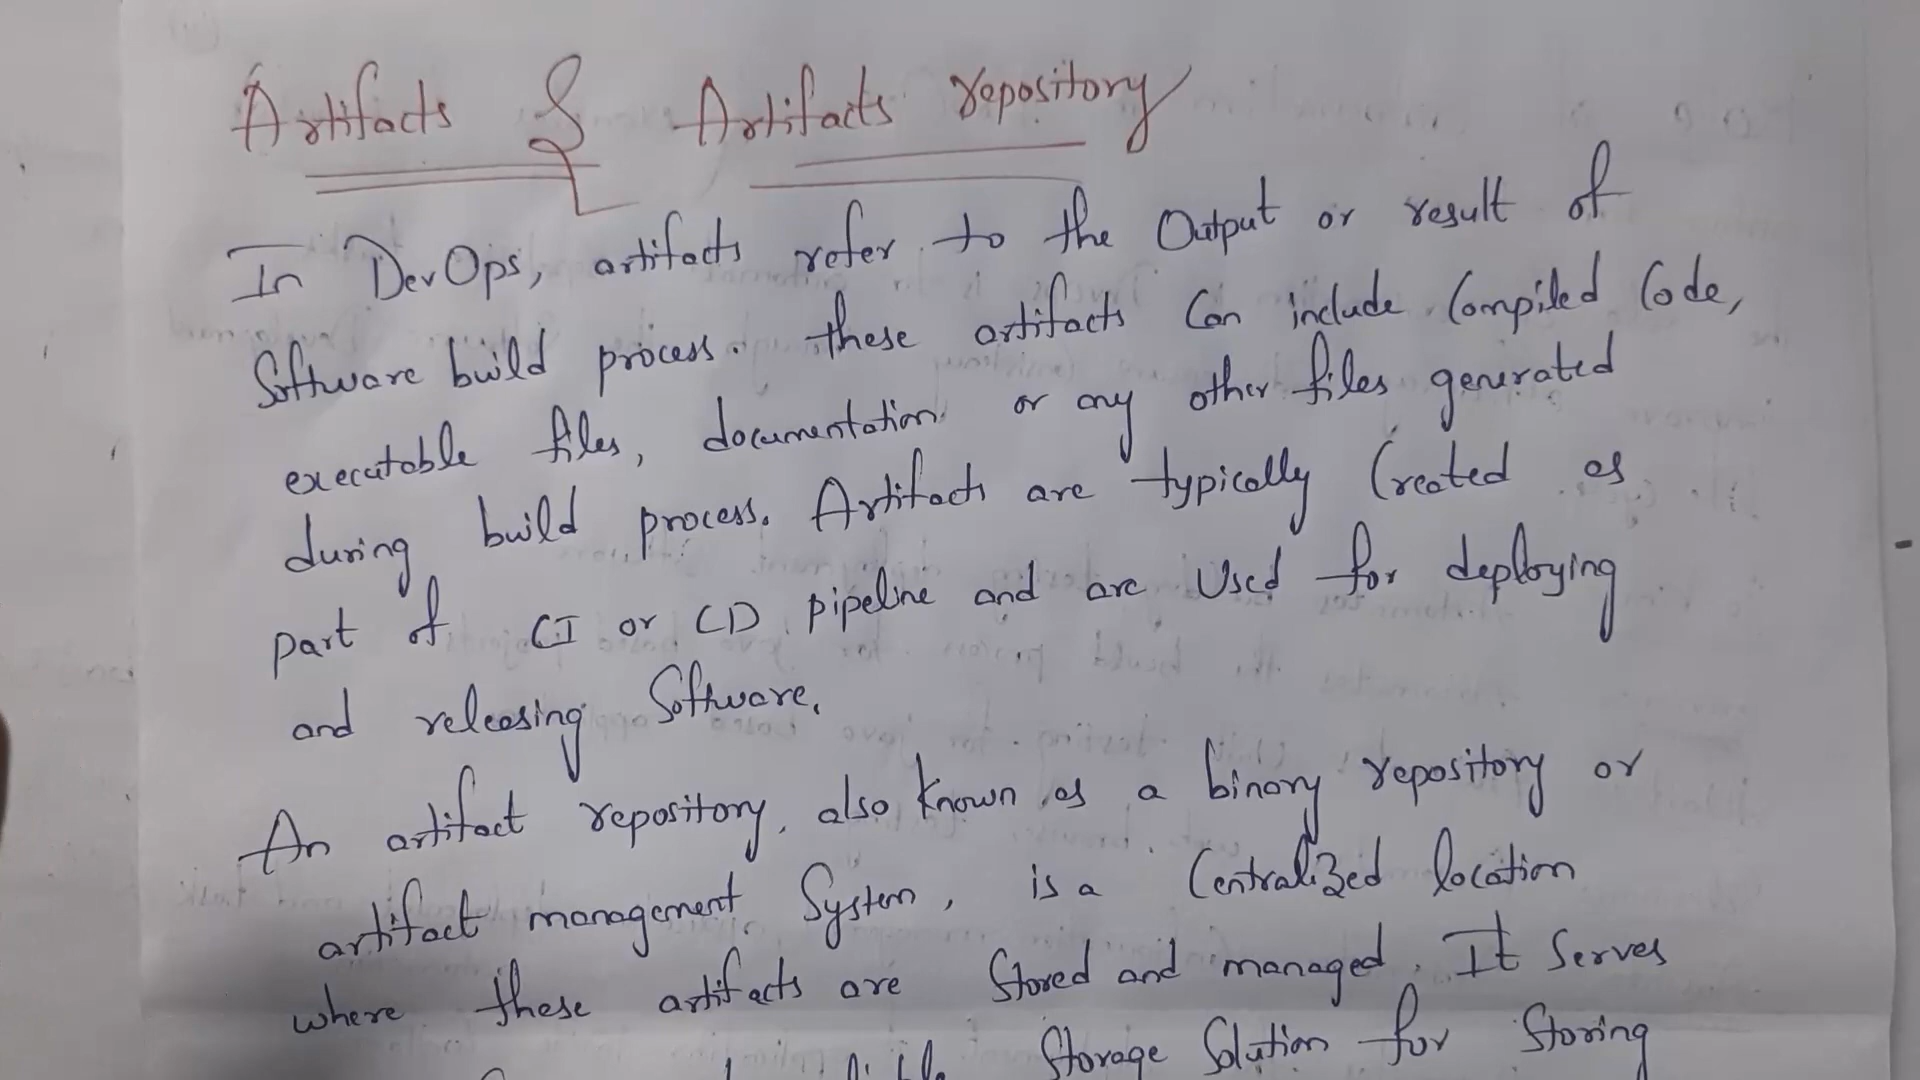 Artifacts & Artifacts repository
In DevOps, artifacts refer to the Output or result of
Software build process. these artifacts Can include Compiled Code,
executable files, documentation or any other files generated
during build process. Artifacts are typically Created as
part of CI or CD pipeline and are Used for deploying
and releasing Software.
An artifact repository, also known as a binary repository or
artifact management System, is a Centralized location
where these artifacts are Stored and managed. It Serves
Storage Solution for Storing